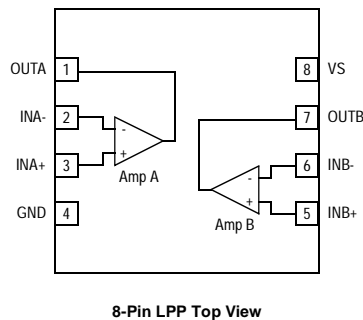 OUTA 1
INA- 2
INA+ 3
GND 4
- 
+
Amp A
8 VS
7 OUTB
6 INB-
5 INB+
-
+
Amp B
8-Pin LPP Top View